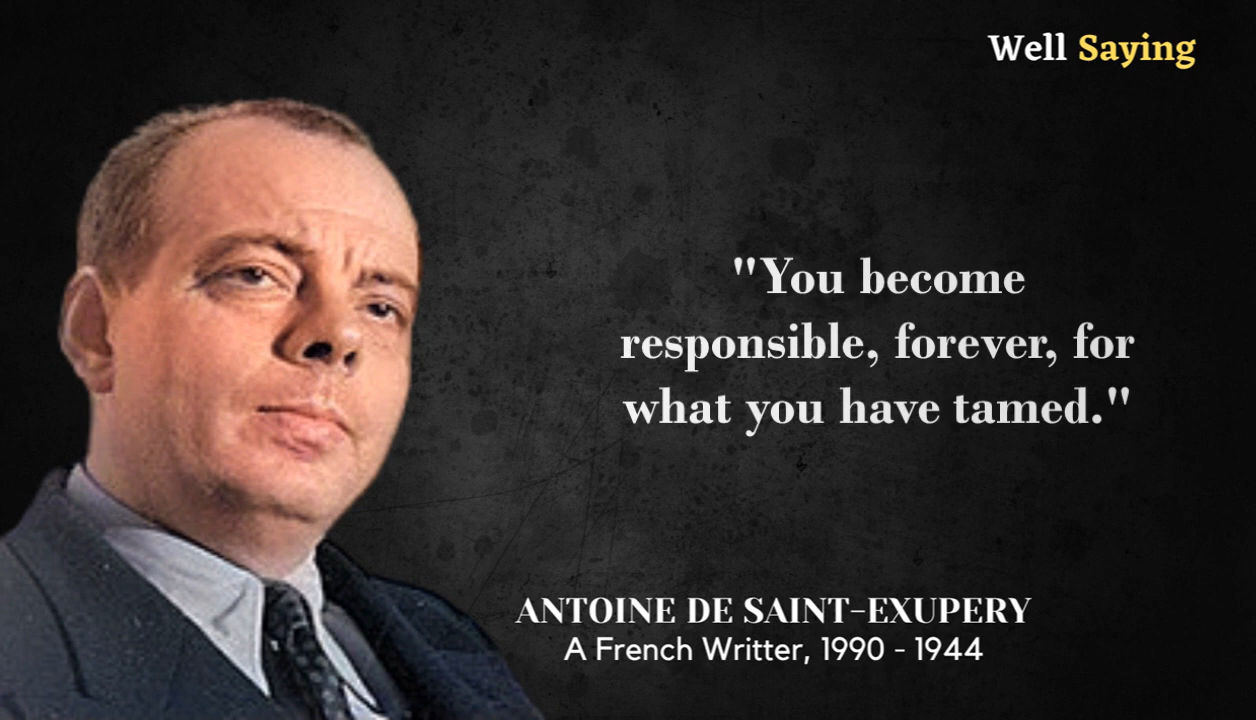 Well Saying
"You become
responsible, forever, for
what you have tamed."
ANTOINE DE SAINT-EXUPERY
A French Writter, 1990 - 1944